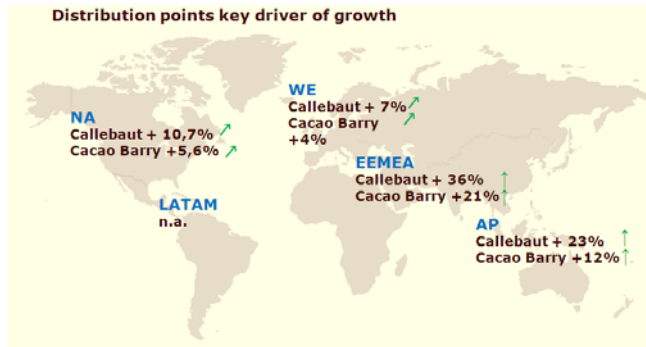 Distribution points key driver of growth
WE
Callebaut + 7%
Cacao Barry
+4%
NA
Callebaut + 10,7%
Cacao Barry +5,6%
EEMEA
Callebaut + 36%
Cacao Barry +21%
LATAM
n.a.
AP
Callebaut + 23%
Cacao Barry +12%